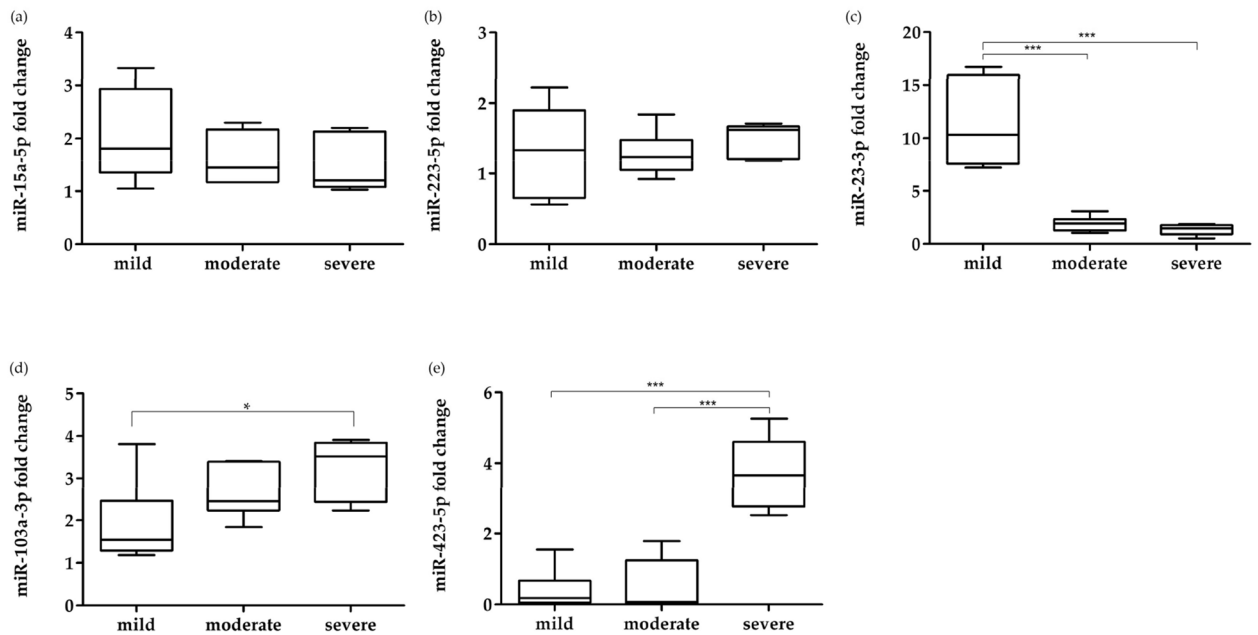 (a)
miR-15a-5p fold change
4
3
2
1
0
mild moderate severe
(b)
miR-223-5p fold change
3
2
1
0
mild moderate severe
(c)
miR-23-3p fold change
20
15
10
5
0
***
***
mild moderate severe
(d)
miR-103a-3p fold change
5
4
3
2
1
0
*
mild moderate severe
(e)
miR-423-5p fold change
6
4
2
0
***
***
mild moderate severe